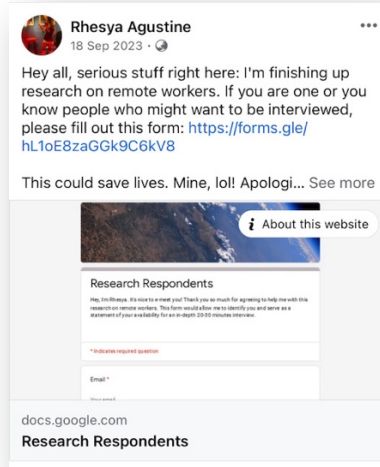 Rhesya Agustine
18 Sep 2023 ·
Hey all, serious stuff right here: I'm finishing up
research on remote workers. If you are one or you
know people who might want to be interviewed,
please fill out this form: https://forms.gle/
hL1oE8zaGGk9C6kV8
This could save lives. Mine, lol! Apologi... See more
i About this website
Research Respondents
Hey, I'm Rhesya. It's nice to e-meet you! Thank you so much for agreeing to help me with this
research on remote workers. This form would allow me to identify you and serve as a
statement of your availability for an in-depth 20-30 minutes interview.
* Indicates required question
Email *
Your email
docs.google.com
Research Respondents